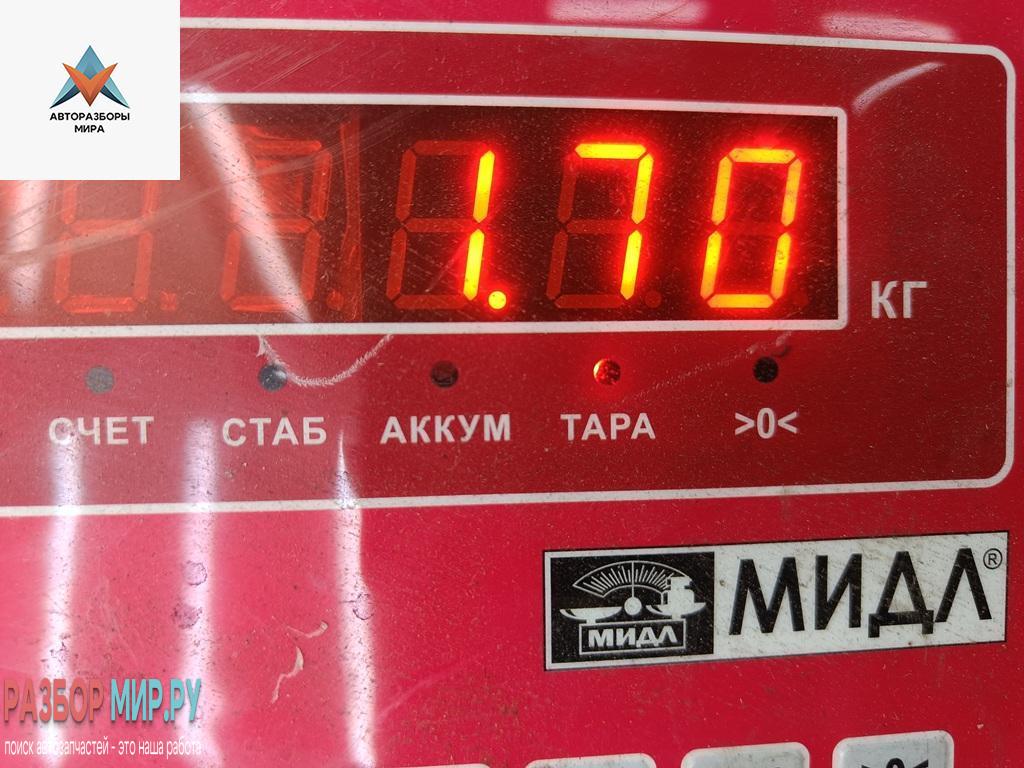 АВТОРАЗБОРЫ
МИРА
1.70
КГ
СЧЕТ СТАБ АККУМ ТАРА >0<
МИДЛ МИДЛ®
РАЗБОР МИР.РУ
поиск автозапчастей - это наша работа
>0<